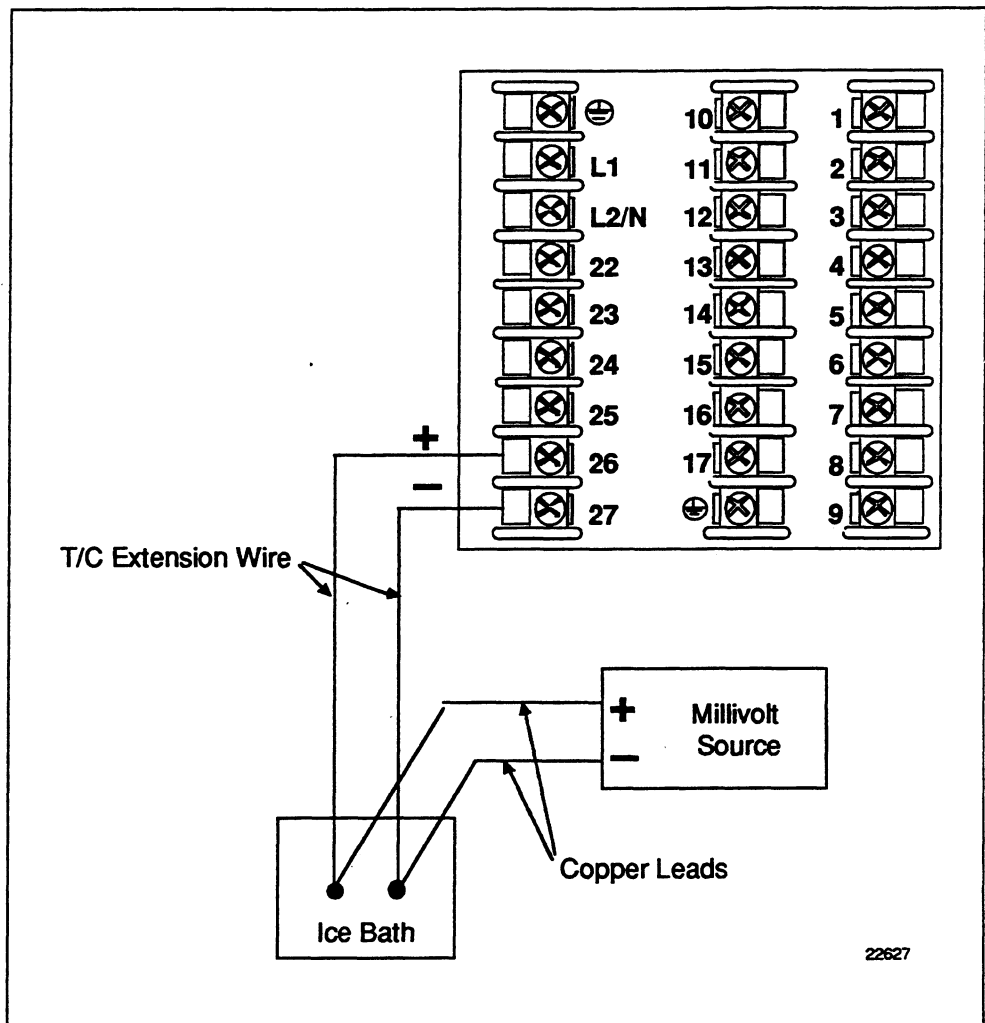 10 1
L1 11 2
L2/N 12 3
22 13 4
23 14 5
24 15 6
25 16 7
+ 26 17 8
− 27 9
T/C Extension Wire
+ Millivolt
Source
−
Copper Leads
Ice Bath
22627